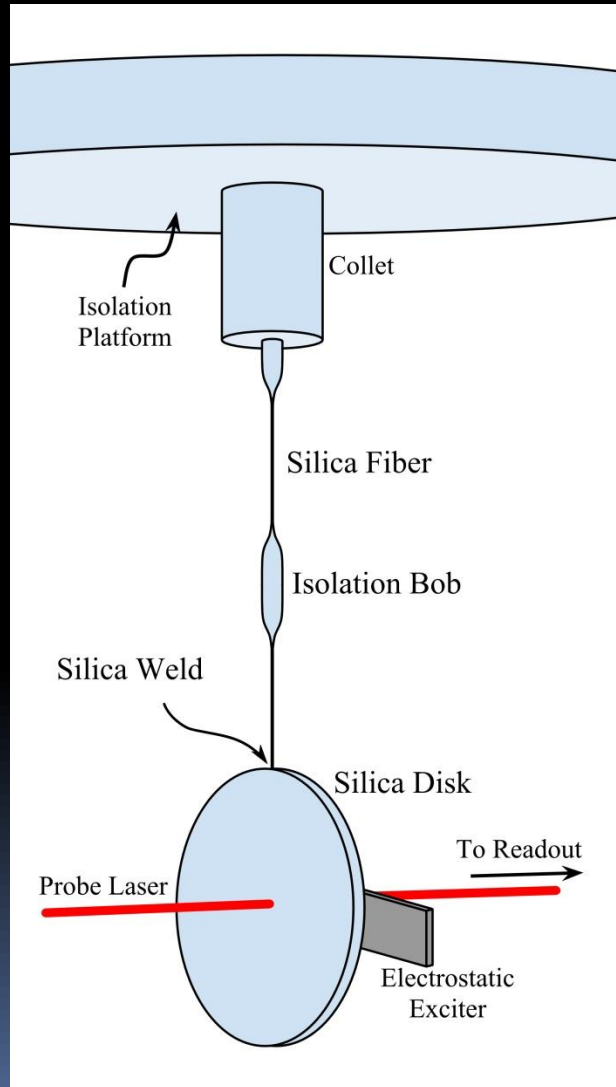 Collet
Isolation
Platform
Silica Fiber
Isolation Bob
Silica Weld
Silica Disk
To Readout
Probe Laser
Electrostatic
Exciter